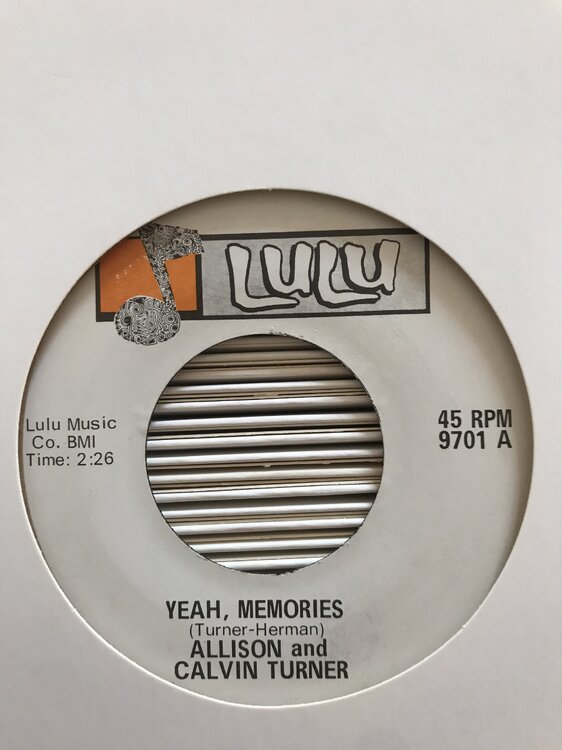 LULU
Lulu Music
Co. BMI
Time: 2:26
45 RPM
9701 A
YEAH, MEMORIES
(Turner-Herman)
ALLISON and
CALVIN TURNER